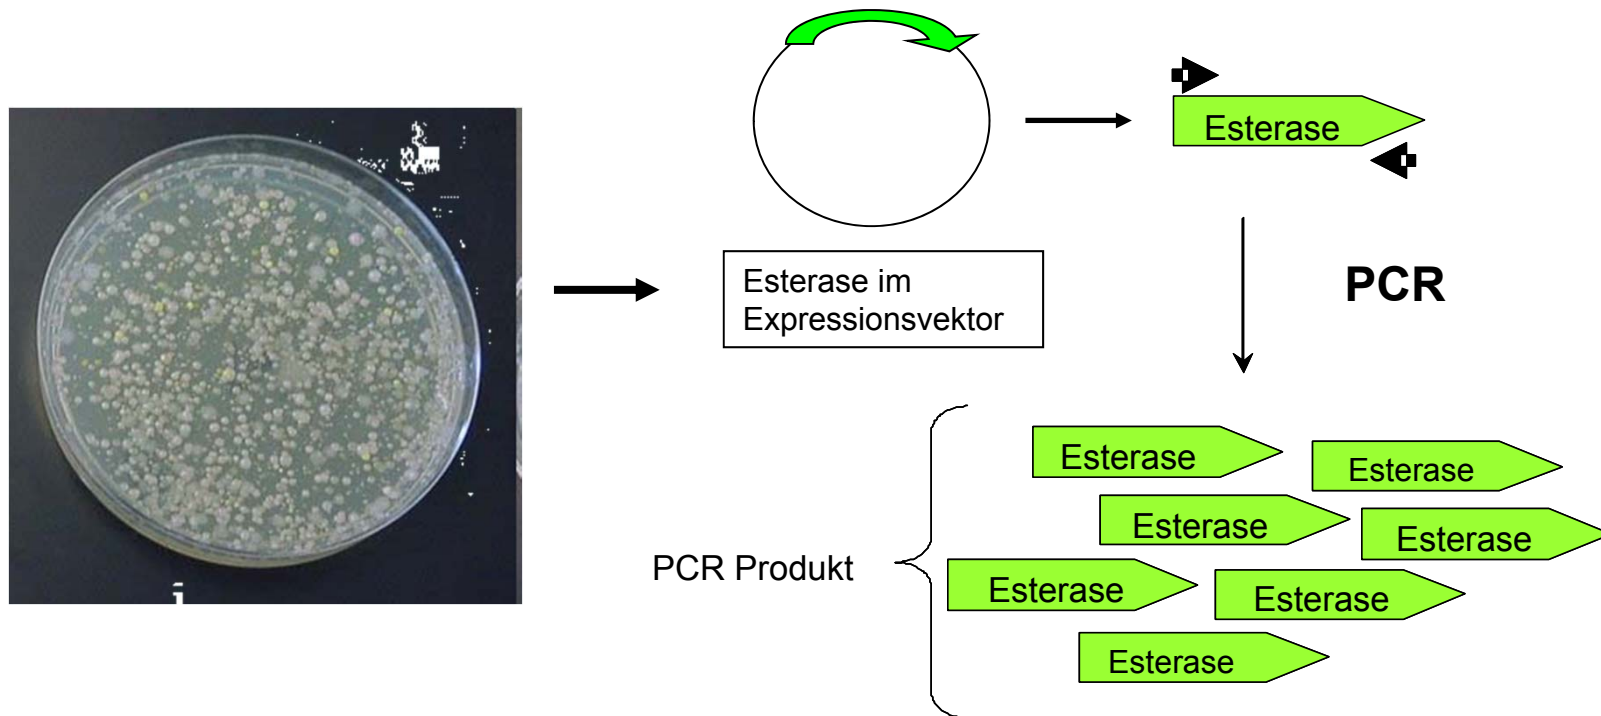 Esterase
Esterase im
Expressionsvektor
PCR
PCR Produkt
Esterase
Esterase
Esterase
Esterase
Esterase
Esterase
Esterase